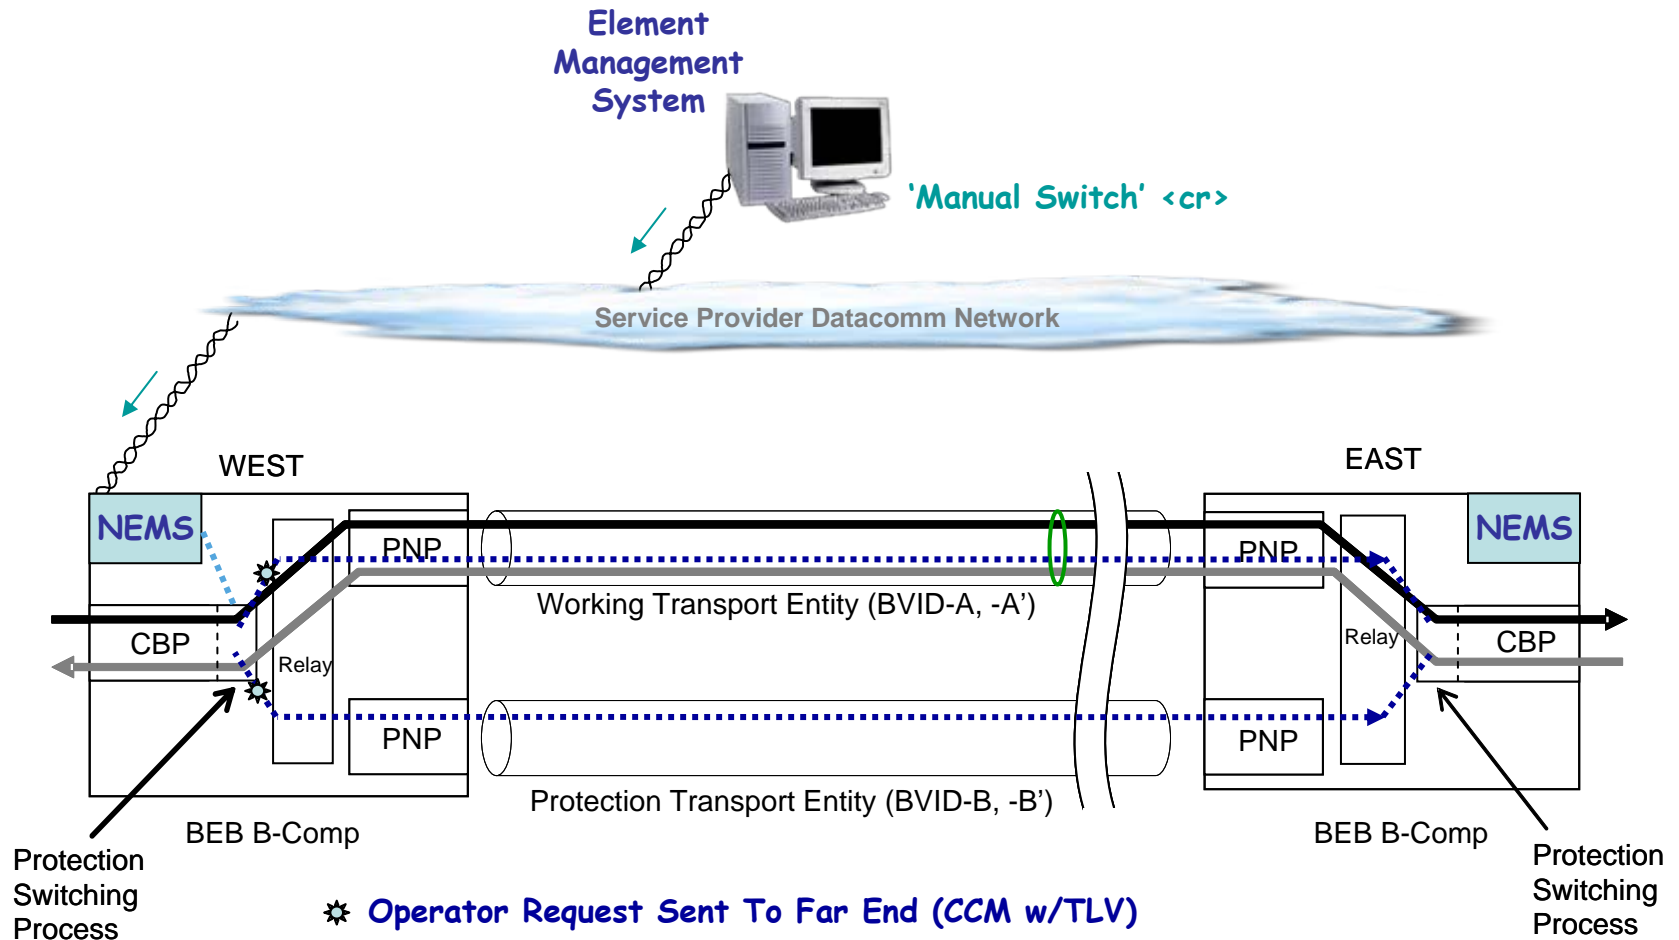 Element
Management
System
‘Manual Switch’ <cr>
Service Provider Datacomm Network
WEST
EAST
NEMS
NEMS
PNP
PNP
Working Transport Entity (BVID-A, -A’)
CBP
Relay
Relay
CBP
PNP
PNP
Protection Transport Entity (BVID-B, -B’)
BEB B-Comp
BEB B-Comp
Protection
Switching
Process
Protection
Switching
Process
Operator Request Sent To Far End (CCM w/TLV)